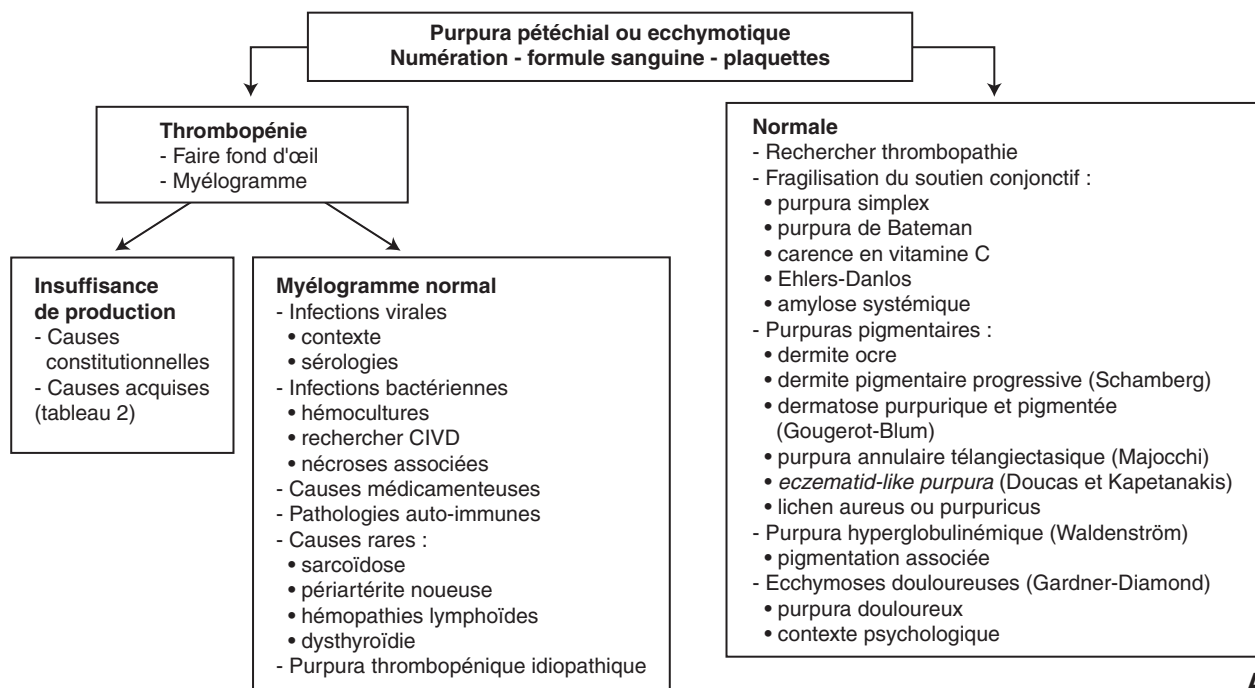 Purpura pétéchial ou ecchymotique
Numération - formule sanguine - plaquettes
Thrombopénie
- Faire fond d'œil
- Myélogramme
Insuffisance
de production
- Causes
constitutionnelles
- Causes acquises
(tableau 2)
Myélogramme normal
- Infections virales
• contexte
• sérologies
- Infections bactériennes
• hémocultures
• rechercher CIVD
• nécroses associées
- Causes médicamenteuses
- Pathologies auto-immunes
- Causes rares :
• sarcoïdose
• périartérite noueuse
• hémopathies lymphoïdes
• dysthyroïdie
- Purpura thrombopénique idiopathique
Normale
- Rechercher thrombopathie
- Fragilisation du soutien conjonctif :
• purpura simplex
• purpura de Bateman
• carence en vitamine C
• Ehlers-Danlos
• amylose systémique
- Purpuras pigmentaires :
• dermite ocre
• dermite pigmentaire progressive (Schamberg)
• dermatose purpurique et pigmentée
(Gougerot-Blum)
• purpura annulaire télangiectasique (Majocchi)
• eczematid-like purpura (Doucas et Kapetanakis)
• lichen aureus ou purpuricus
- Purpura hyperglobulinémique (Waldenström)
• pigmentation associée
- Ecchymoses douloureuses (Gardner-Diamond)
• purpura douloureux
• contexte psychologique